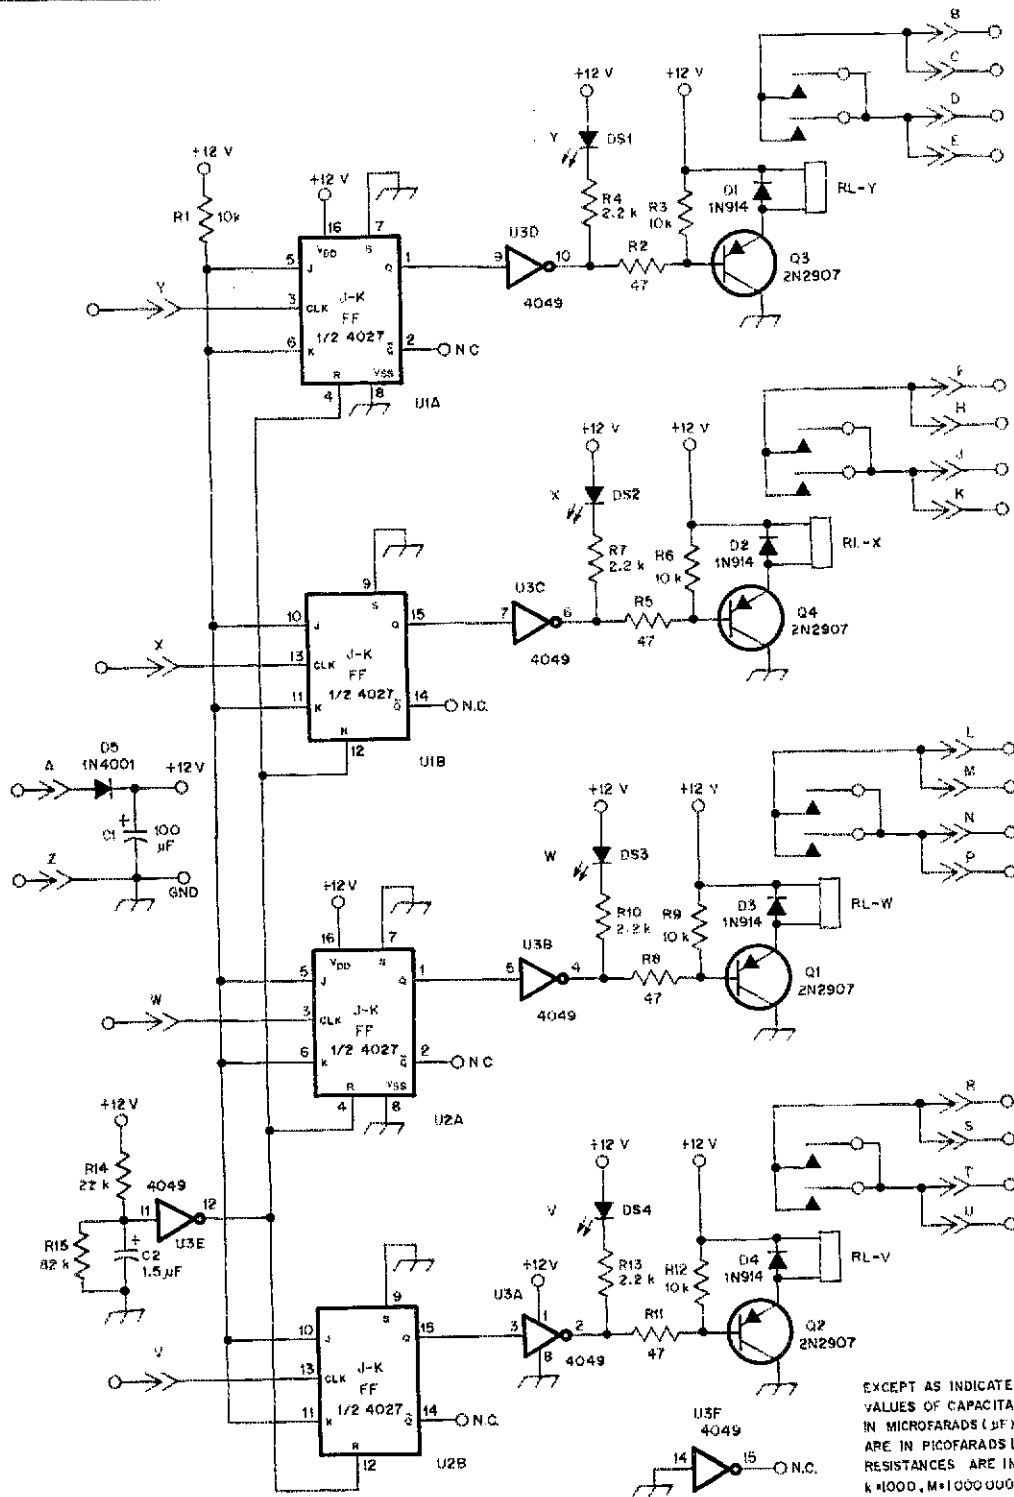 B
C
D
E
+12 V
+12 V
Y
DS1
R4
2.2 k
R3
10k
D1
1N914
RL-Y
+12 V
R1
10k
+12 V
16
7
VDD
S
5
J
Q
1
U3D
9
10
4049
R2
47
Q3
2N2907
Y
3
CLK
J-K
FF
1/2 4027
6
K
Q̅
2
N C
R
VSS
4
8
U1A
H
J
K
+12 V
+12 V
X
DS2
R7
2.2 k
R6
10 k
D2
1N914
RL-X
9
S
10
J
Q
15
U3C
7
6
4049
R5
47
Q4
2N2907
X
13
CLK
J-K
FF
1/2 4027
11
K
Q̅
14
N.C.
12
U1B
D5
1N4001
A
+12V
+
C1
100
µF
Z
GND
L
M
N
P
+12 V
+12 V
W
DS3
R10
2.2 k
R9
10 k
D3
1N914
RL-W
+12V
16
7
VDD
S
5
J
Q
1
U3B
5
4
4049
R8
47
Q1
2N2907
W
3
CLK
J-K
FF
1/2 4027
6
K
Q̅
2
N C
R
VSS
4
8
U2A
R
S
T
U
+12V
R14
22 k
4049
11
12
U3E
R15
82 k
+
C2
1.5 µF
+12 V
+12 V
V
DS4
R13
2.2 k
R12
10k
D4
1N914
RL-V
9
S
10
J
Q
15
+12V
U3A
3
1
2
8
4049
R11
47
Q2
2N2907
V
13
CLK
J-K
FF
1/2 4027
11
K
Q̅
14
N.C.
R
12
U2B
U3F
4049
14
15
N.C.
EXCEPT AS INDICATE
VALUES OF CAPACITA
IN MICROFARADS (µF)
ARE IN PICOFARADS (
RESISTANCES ARE IN
k=1000, M=1000000